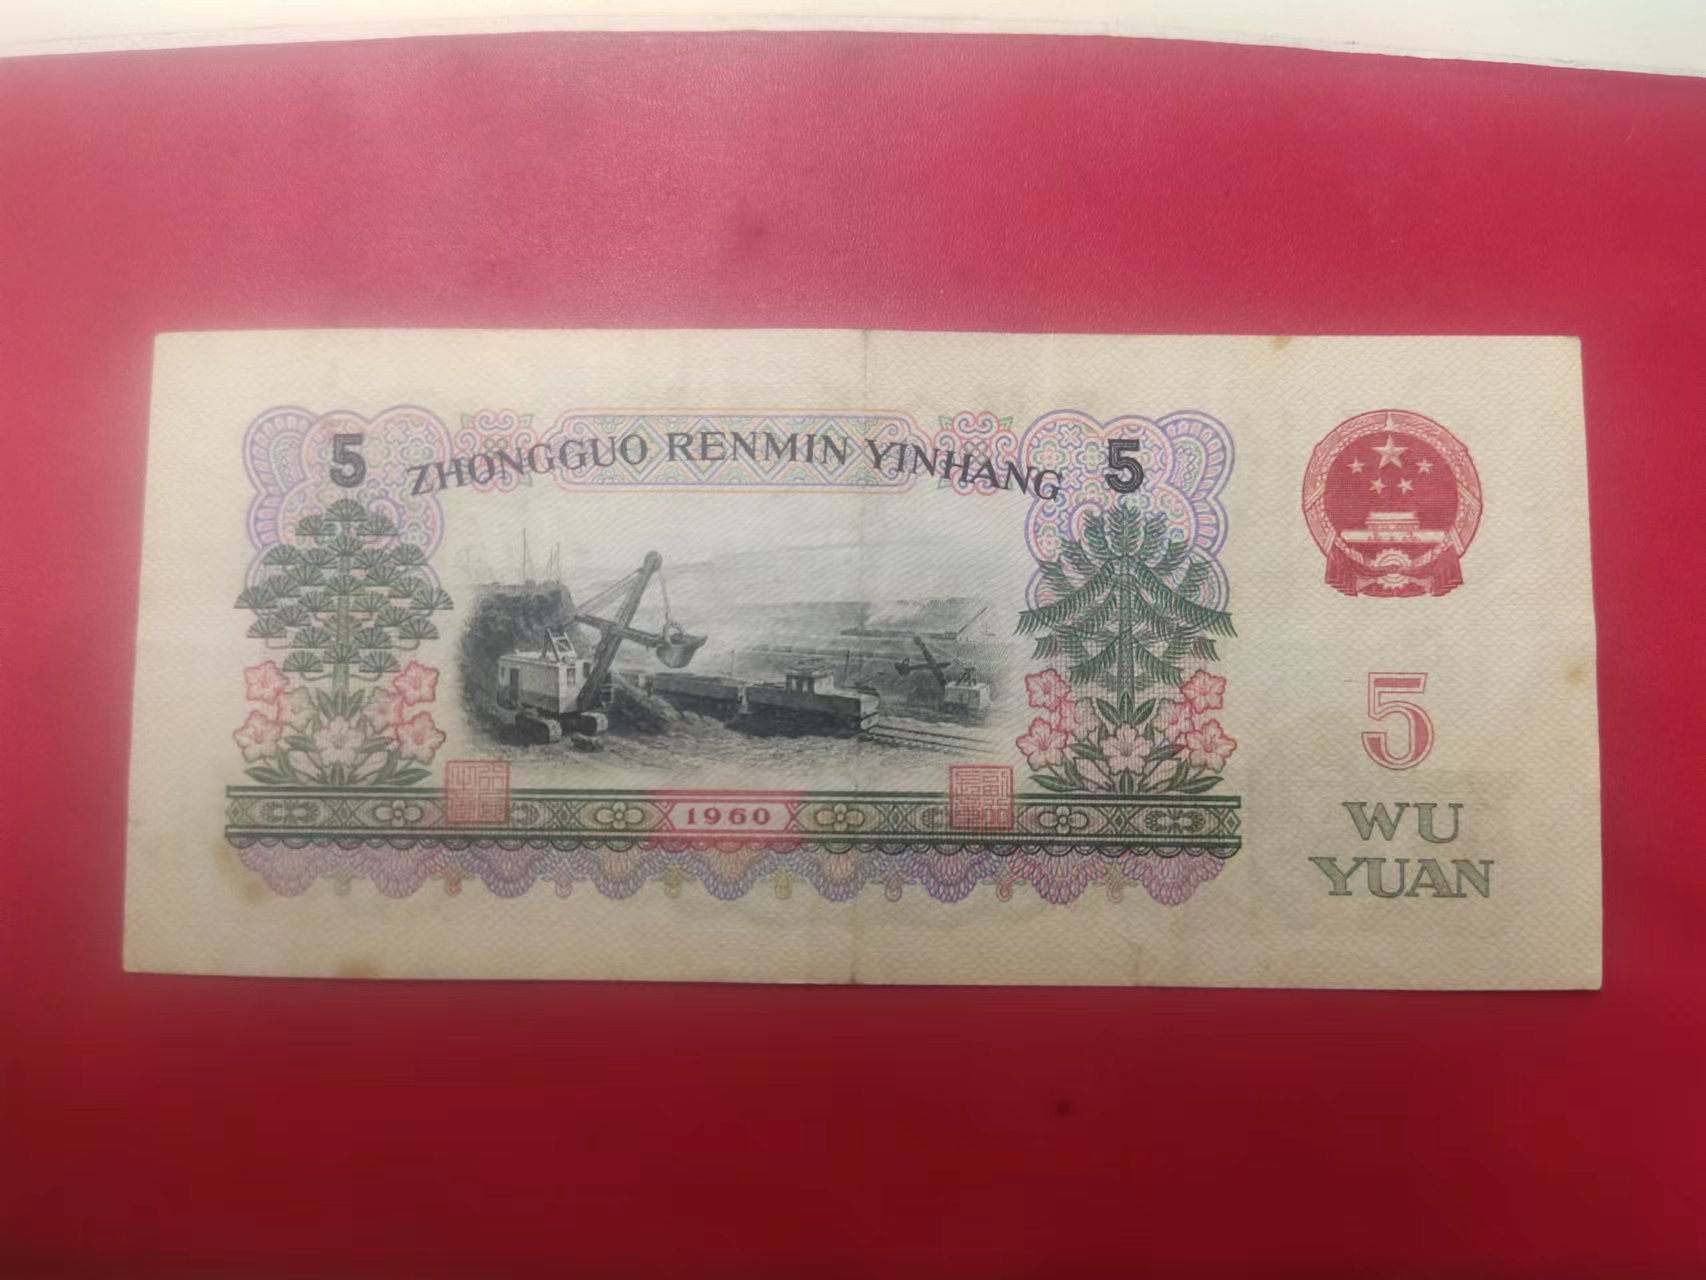 5 ZHONGGUO RENMIN YINHANG 5
1960
5
WU
YUAN